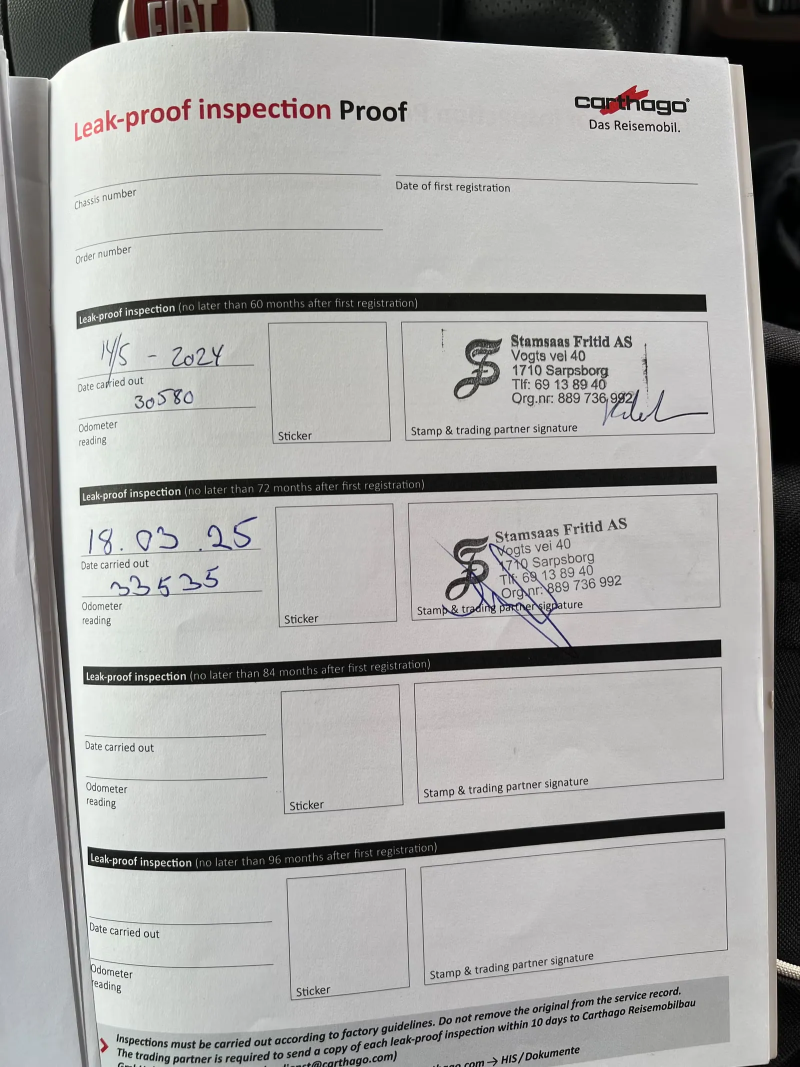 FIAT
Leak-proof inspection Proof
carthago
Das Reisemobil.
Chassis number
Date of first registration
Order number
Leak-proof inspection (no later than 60 months after first registration)
14/5 - 2024
Date carried out
30580
Odometer
reading
Sticker
Stamsaas Fritid AS
Vogts vei 40
1710 Sarpsborg
Tlf: 69 13 89 40
Org.nr: 889 736 992
Stamp & trading partner signature
Leak-proof inspection (no later than 72 months after first registration)
18.03.25
Date carried out
33535
Odometer
reading
Sticker
Stamsaas Fritid AS
Vogts vei 40
1710 Sarpsborg
Tlf: 69 13 89 40
Org.nr: 889 736 992
Stamp & trading partner signature
Leak-proof inspection (no later than 84 months after first registration)
Date carried out
Odometer
reading
Sticker
Stamp & trading partner signature
Leak-proof inspection (no later than 96 months after first registration)
Date carried out
Odometer
reading
Sticker
Stamp & trading partner signature
Inspections must be carried out according to factory guidelines. Do not remove the original from the service record.
The trading partner is required to send a copy of each leak-proof inspection within 10 days to Carthago Reisemobilbau
@carthago.com) → HIS / Dokumente